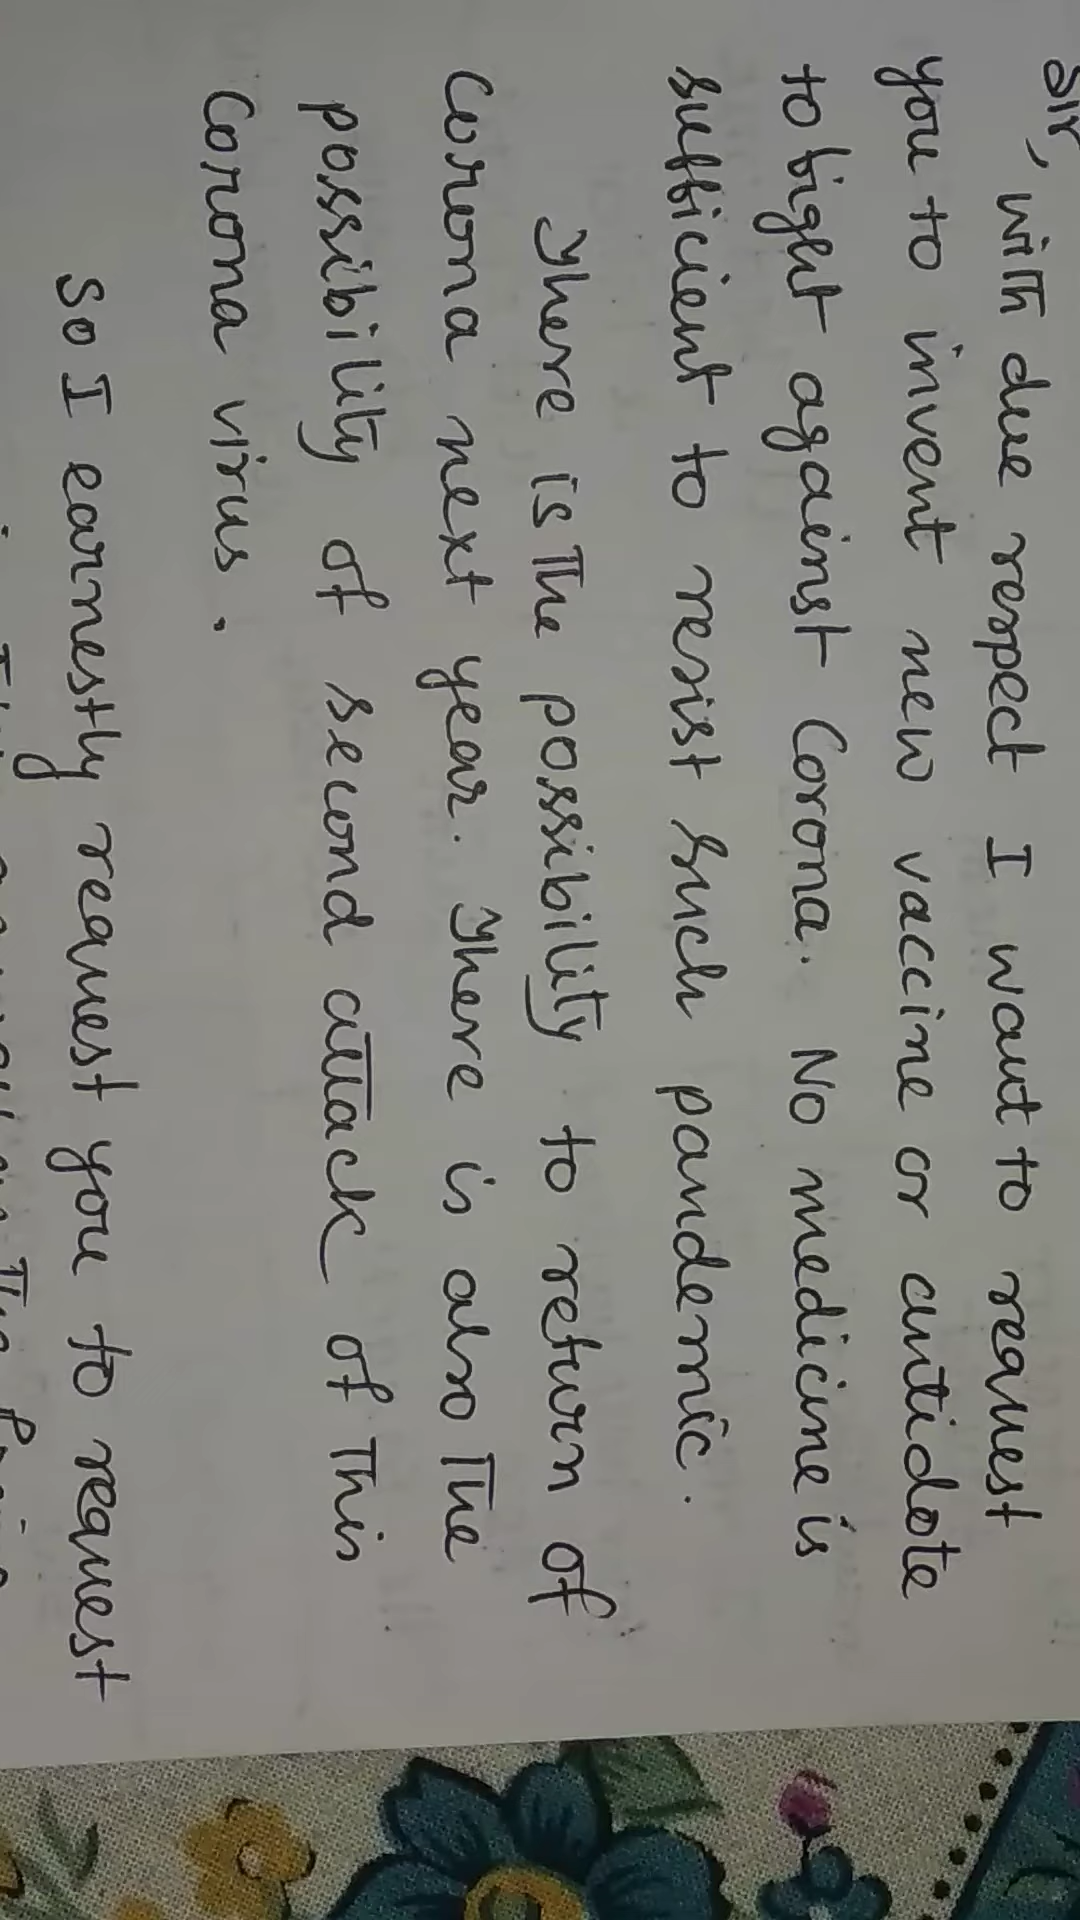 Sir,
with due respect I want to request
you to invent new vaccine or antidote
to fight against Corona. No medicine is
sufficient to resist such pandemic.
There is the possibility to return of
Corona next year. There is also the
possibility of second attack of this
Corona virus.
So I earnestly request you to request